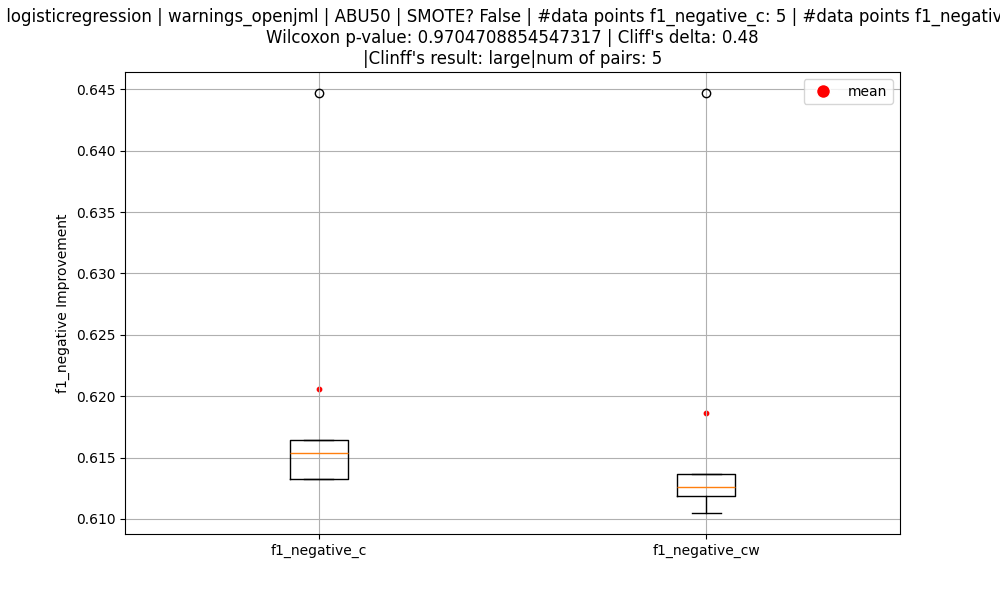 logisticregression | warnings_openjml | ABU50 | SMOTE? False | #data points f1_negative_c: 5 | #data points
Wilcoxon p-value: 0.9704708854547317 | Cliff's delta: 0.48
|Clinff's result: large|num of pairs: 5
mean
0.645
0.640
0.635
0.630
0.625
0.620
0.615
0.610
f1_negative Improvement
f1_negative_c
f1_negative_cw